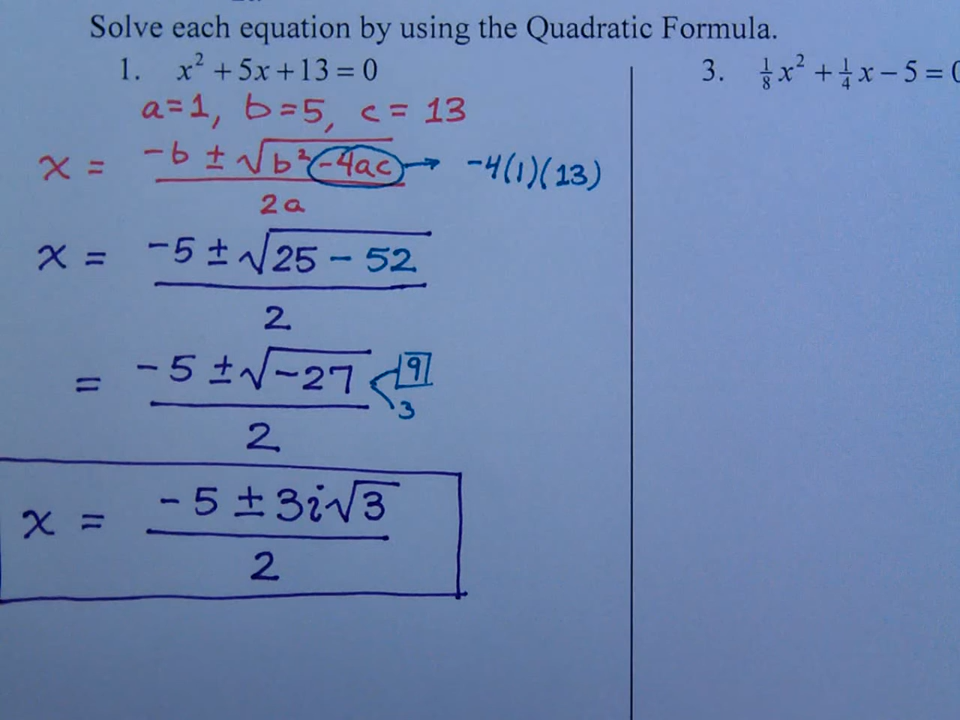 Solve each equation by using the Quadratic Formula.
1. x² + 5x + 13 = 0
a=1, b=5, c= 13
x = (-b ± √(b² -4ac)) / 2a → -4(1)(13)
x = (-5 ± √(25 - 52)) / 2
= (-5 ± √(-27)) / 2 < 9 3
x = (-5 ± 3i√3) / 2
3. ⅛x² + ¼x − 5 = 0